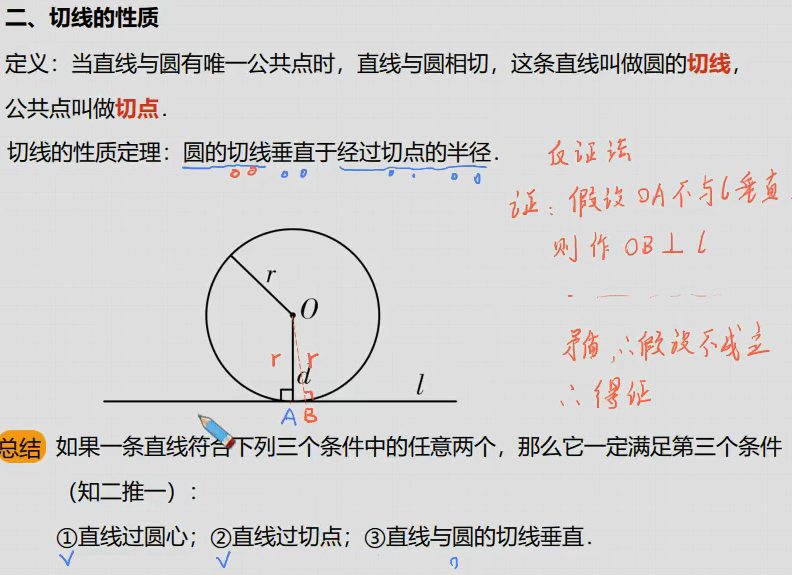 二、切线的性质
定义：当直线与圆有唯一公共点时，直线与圆相切，这条直线叫做圆的切线，
公共点叫做切点．
切线的性质定理：圆的切线垂直于经过切点的半径．
反证法
证：假设OA不与l垂直
则作 OB⊥l
矛盾，∴假设不成立
∴得证
r
O
r r
d
l
A B
总结 如果一条直线符合下列三个条件中的任意两个，那么它一定满足第三个条件
（知二推一）：
①直线过圆心；②直线过切点；③直线与圆的切线垂直．